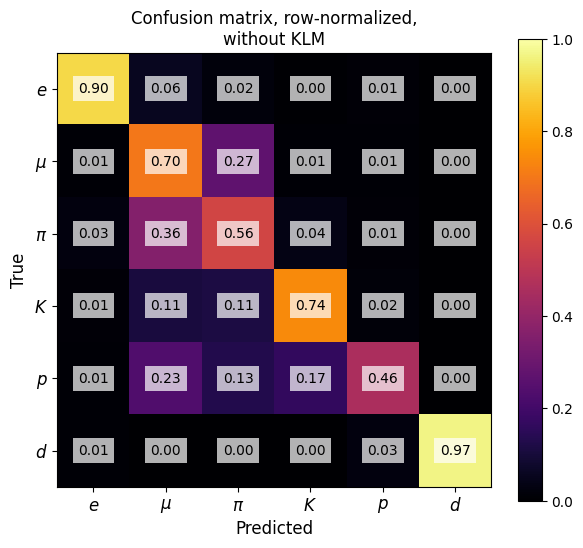 Confusion matrix, row-normalized,
without KLM
True
e 0.90 0.06 0.02 0.00 0.01 0.00
μ 0.01 0.70 0.27 0.01 0.01 0.00
π 0.03 0.36 0.56 0.04 0.01 0.00
K 0.01 0.11 0.11 0.74 0.02 0.00
p 0.01 0.23 0.13 0.17 0.46 0.00
d 0.01 0.00 0.00 0.00 0.03 0.97
e μ π K p d
Predicted
1.0
0.8
0.6
0.4
0.2
0.0